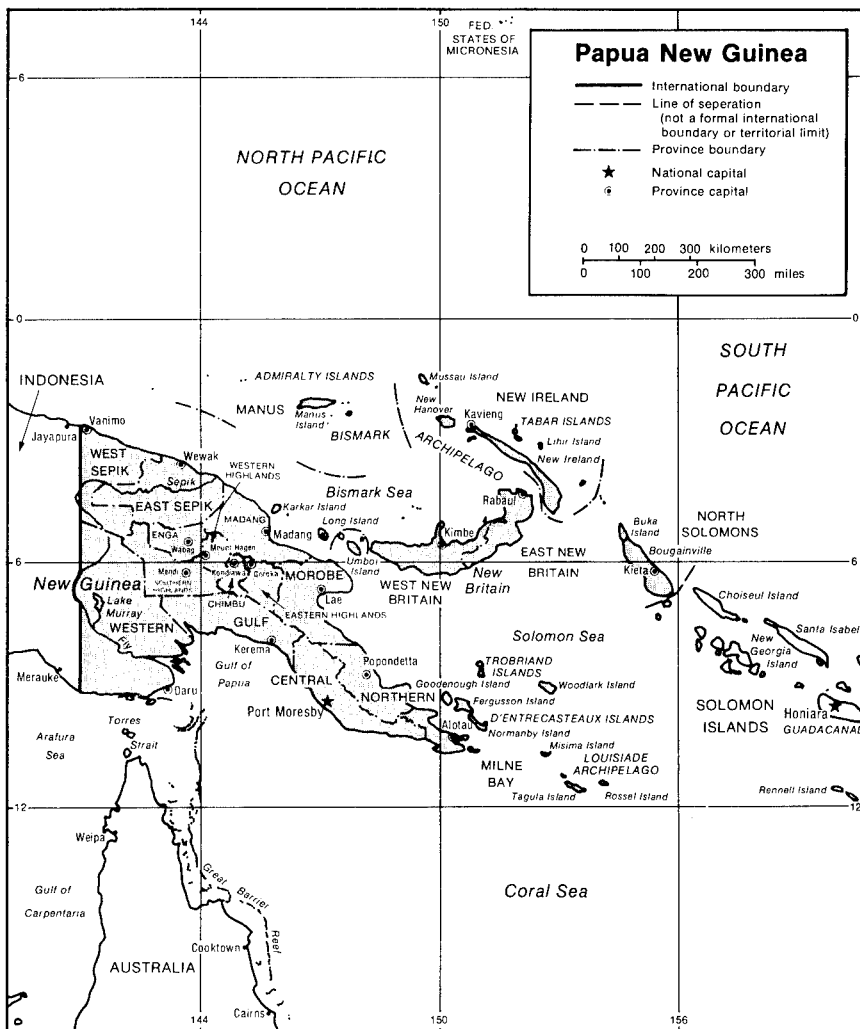 144
150
FED.
STATES OF
MICRONESIA
Papua New Guinea
International boundary
Line of seperation
(not a formal international
boundary or territorial limit)
Province boundary
National capital
Province capital
0 100 200 300 kilometers
0 100 200 300 miles
6
NORTH PACIFIC
OCEAN
0
0
SOUTH
PACIFIC
OCEAN
INDONESIA
ADMIRALTY ISLANDS
Mussau Island
MANUS
Manus
Island
New
Hanover
NEW IRELAND
Kavieng
TABAR ISLANDS
BISMARK
ARCHIPELAGO
Lihir Island
New Ireland
Vanimo
Jayapura
WEST
SEPIK
Wewak
Sepik
WESTERN
HIGHLANDS
EAST SEPIK
Bismark Sea
Rabaul
Karkar Island
MADANG
Madang
Long Island
Kimbe
Buka
Island
NORTH
SOLOMONS
ENGA
Wabag
Mount Hagen
Umboi
Island
EAST NEW
BRITAIN
Bougainville
6
6
New Guinea
Mendi
SOUTHERN
HIGHLANDS
Kundiawa
Goroka
MOROBE
WEST NEW
BRITAIN
New
Britain
Kieta
Lake
Murray
CHIMBU
EASTERN HIGHLANDS
Lae
Choiseul Island
WESTERN
Fly
GULF
Kerema
Solomon Sea
Santa Isabel
New
Georgia
Island
Gulf of
Papua
Popondetta
TROBRIAND
ISLANDS
Merauke
Daru
CENTRAL
NORTHERN
Goodenough Island
Woodlark Island
Fergusson Island
SOLOMON
ISLANDS
Port Moresby
D'ENTRECASTEAUX ISLANDS
Honiara
GUADACANAL
Torres
Strait
Alotau
Normanby Island
Arafura
Sea
Misima Island
MILNE
BAY
LOUISIADE
ARCHIPELAGO
Tagula Island
Rossel Island
Rennell Island
12
12
Weipa
Great
Barrier
Reef
Gulf of
Carpentaria
Coral Sea
Cooktown
AUSTRALIA
Cairns
144
150
156